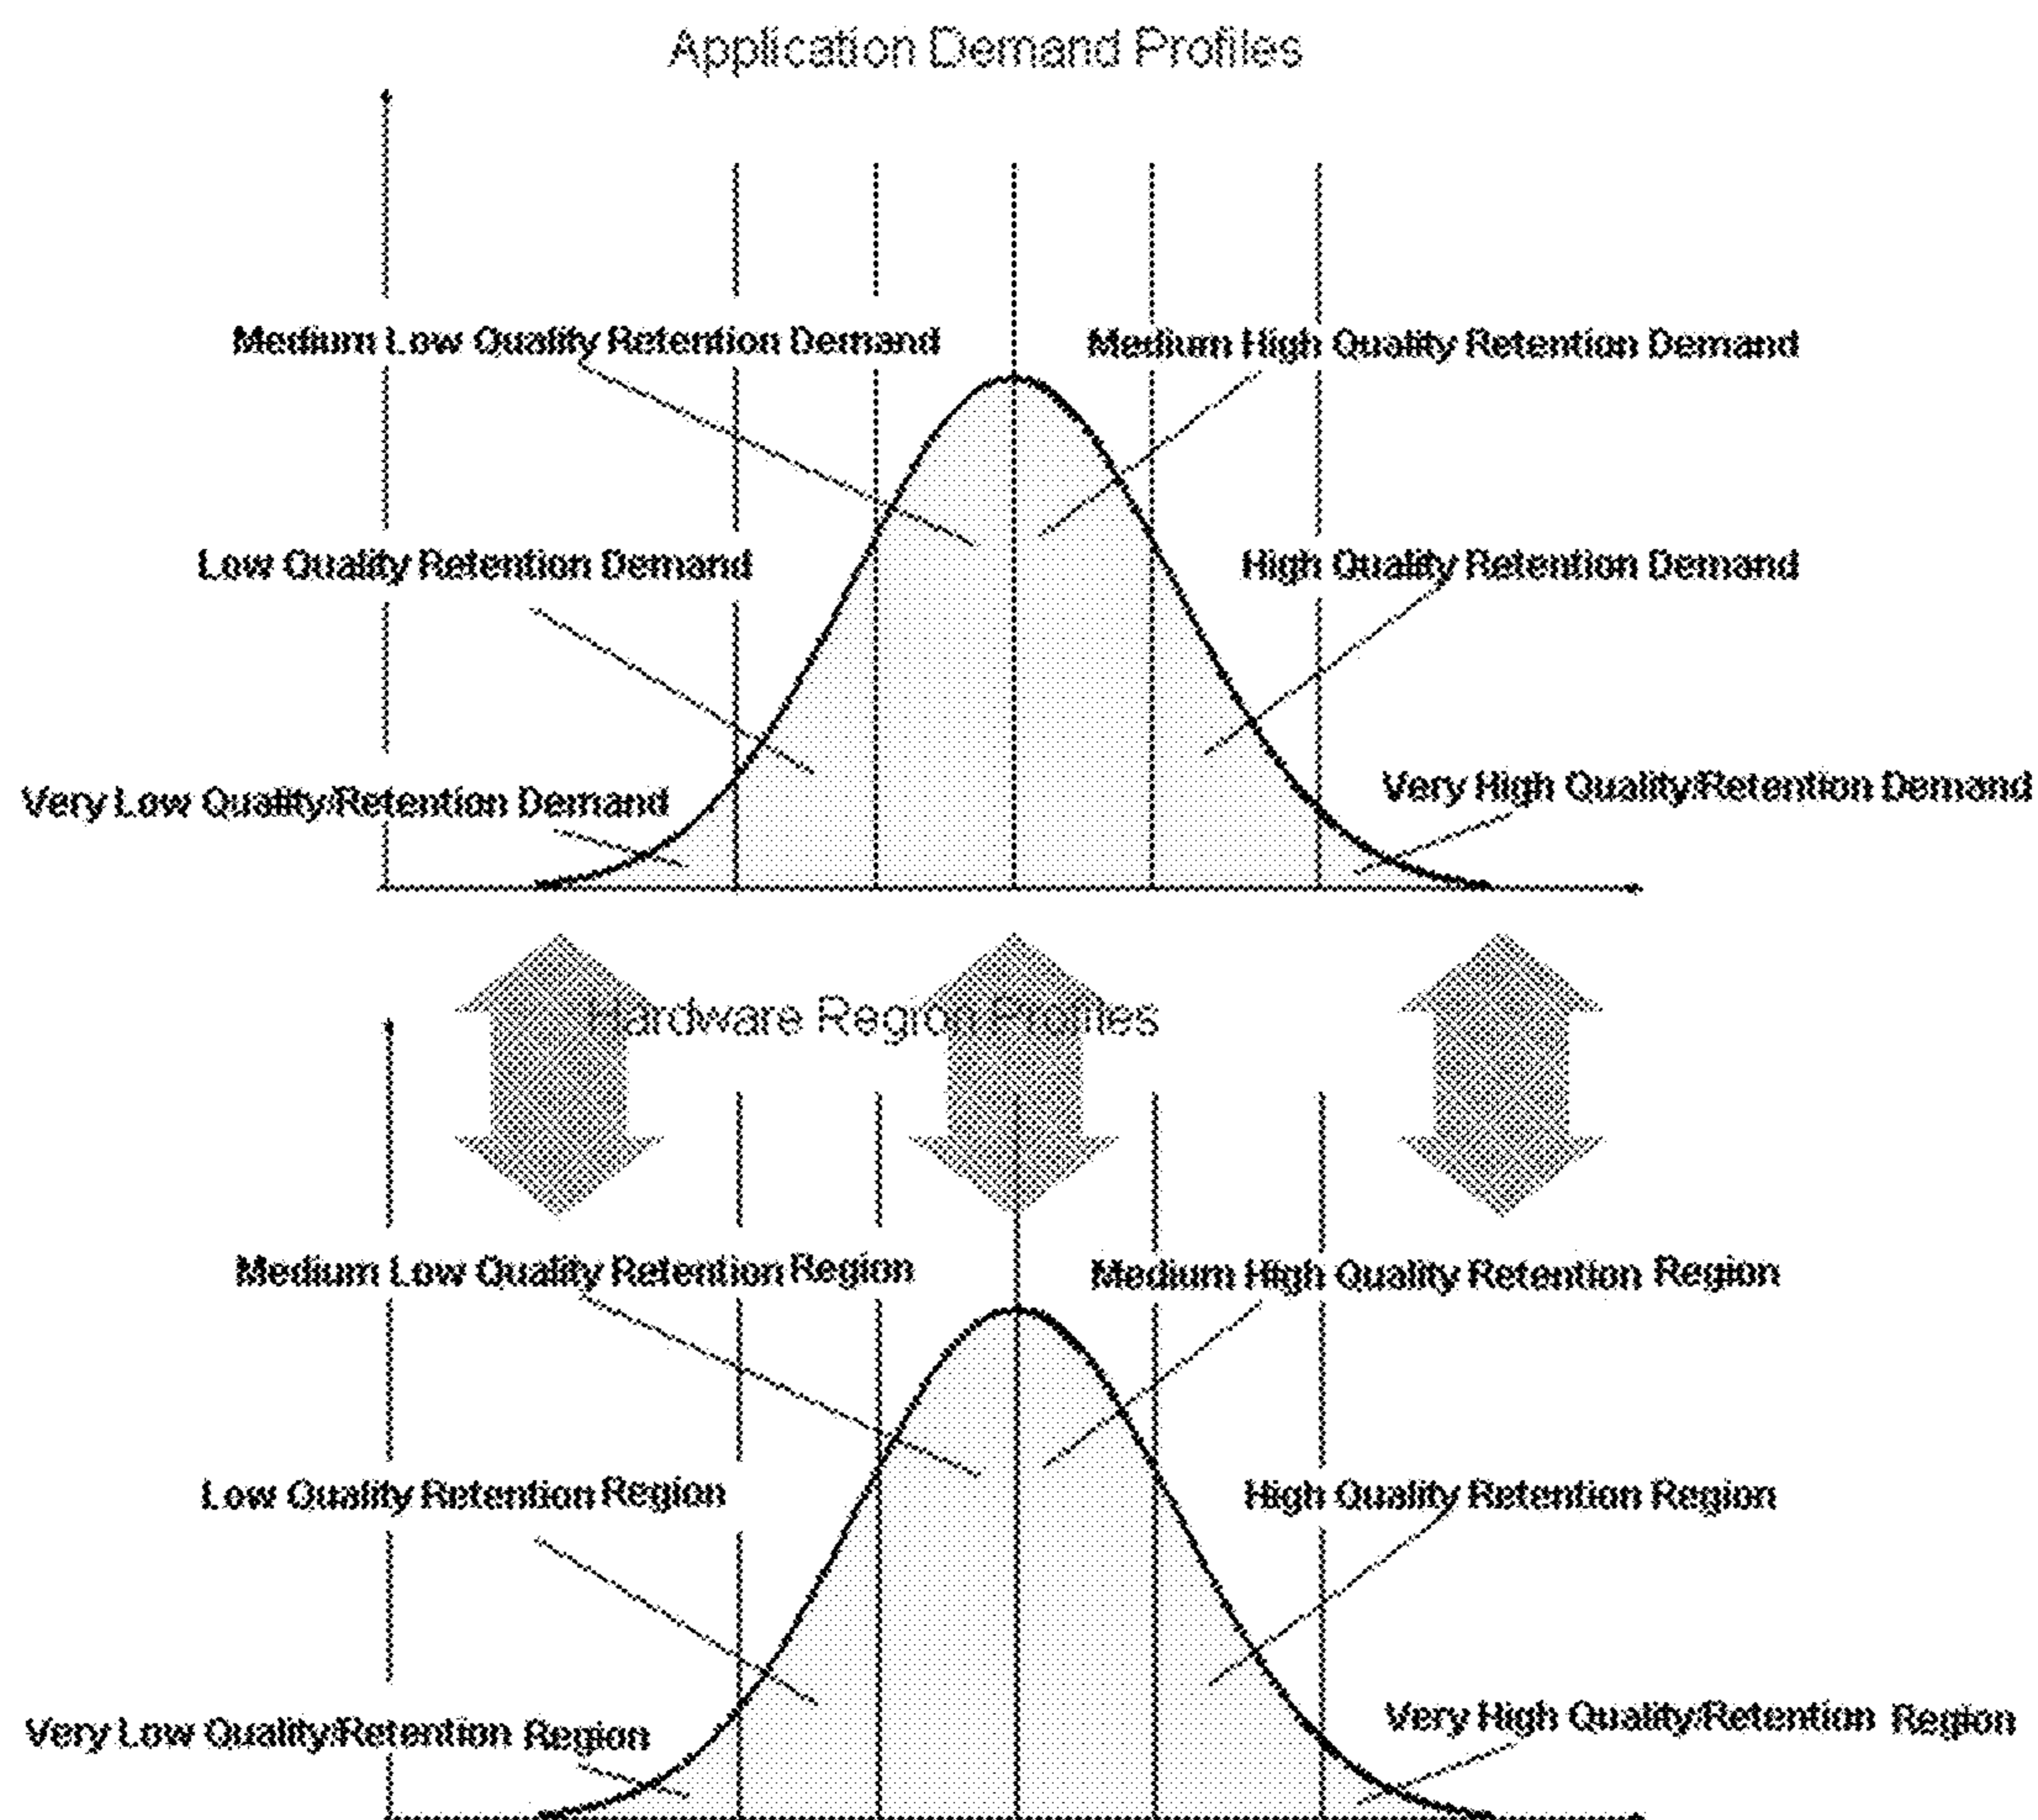 Application Demand Profiles
Medium Low Quality Retention Demand
Medium High Quality Retention Demand
Low Quality Retention Demand
High Quality Retention Demand
Very Low Quality/Retention Demand
Very High Quality/Retention Demand
Hardware Region Profiles
Medium Low Quality Retention Region
Medium High Quality Retention Region
Low Quality Retention Region
High Quality Retention Region
Very Low Quality/Retention Region
Very High Quality/Retention Region